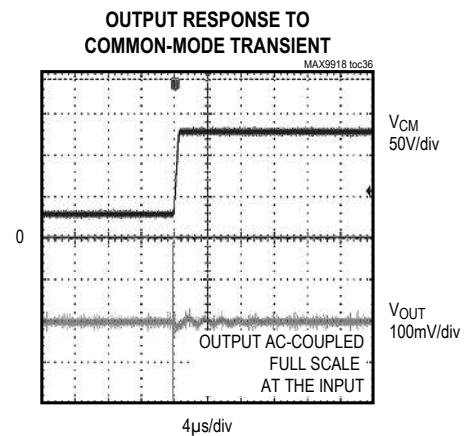 OUTPUT RESPONSE TO
COMMON-MODE TRANSIENT
MAX9918 toc36
VCM
50V/div
0
VOUT
100mV/div
OUTPUT AC-COUPLED
FULL SCALE
AT THE INPUT
4µs/div